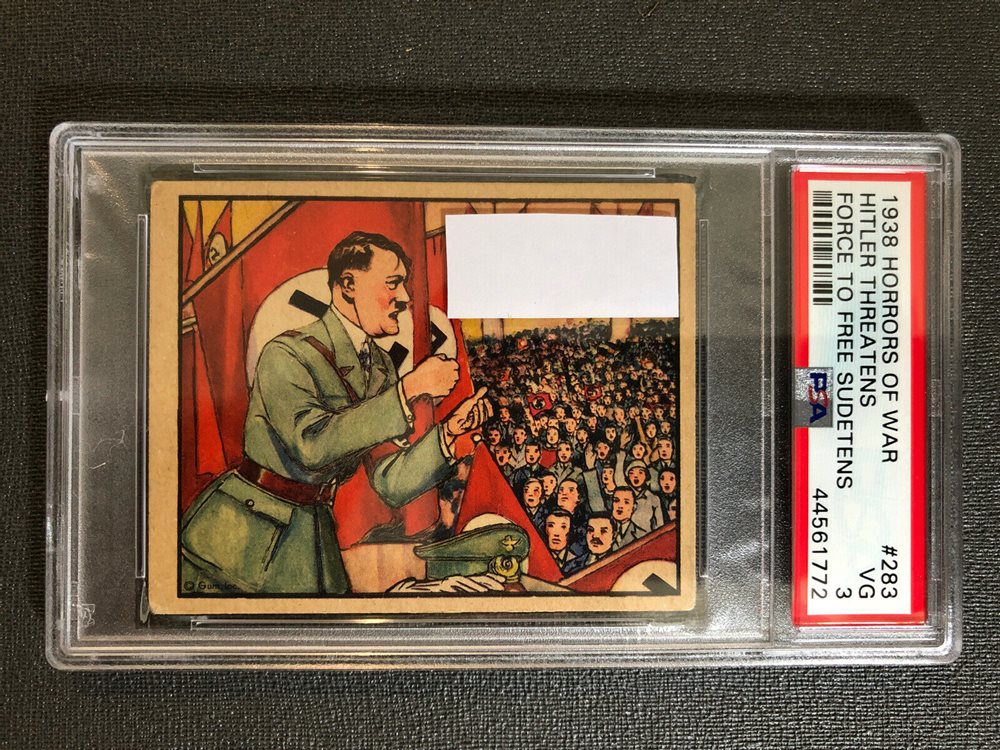 1938 HORRORS OF WAR #283
HITLER THREATENS VG
FORCE TO FREE SUDETENS 3
PSA 44561772
© Gum, Inc.